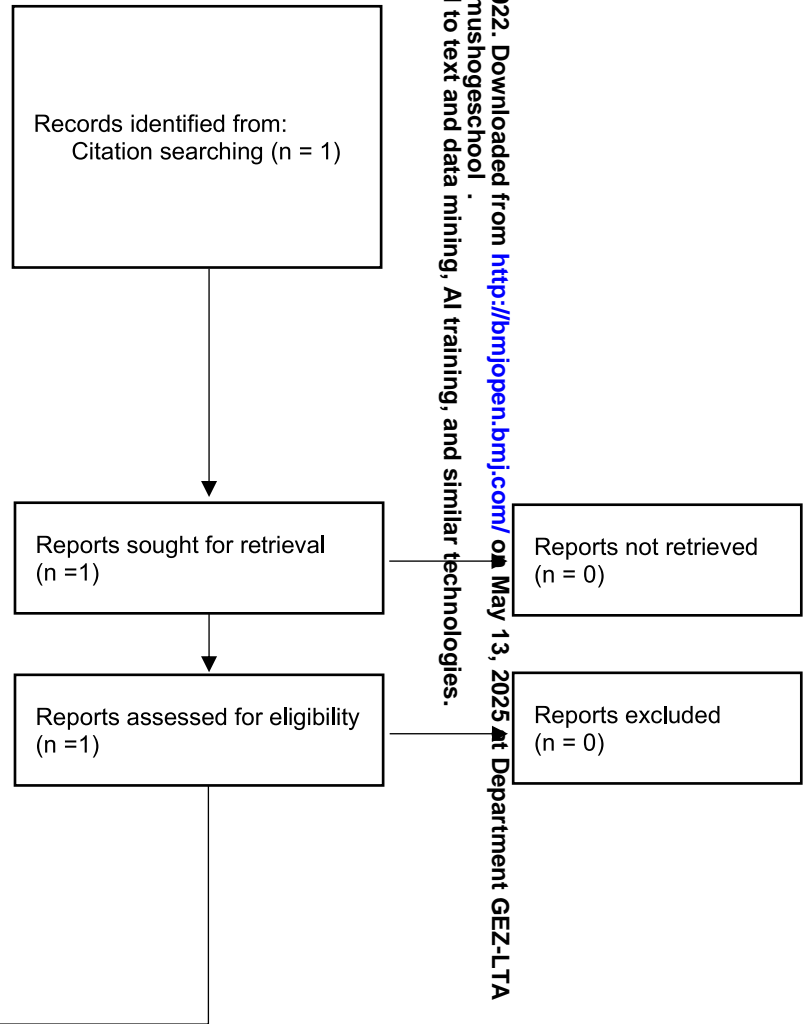 Records identified from:
Citation searching (n = 1)
Reports sought for retrieval
(n =1)
Reports not retrieved
(n = 0)
Reports assessed for eligibility
(n =1)
Reports excluded
(n = 0)
022. Downloaded from http://bmjopen.bmj.com/ on May 13, 2025 at Department GEZ-LTA
mushogeschool .
to text and data mining, AI training, and similar technologies.